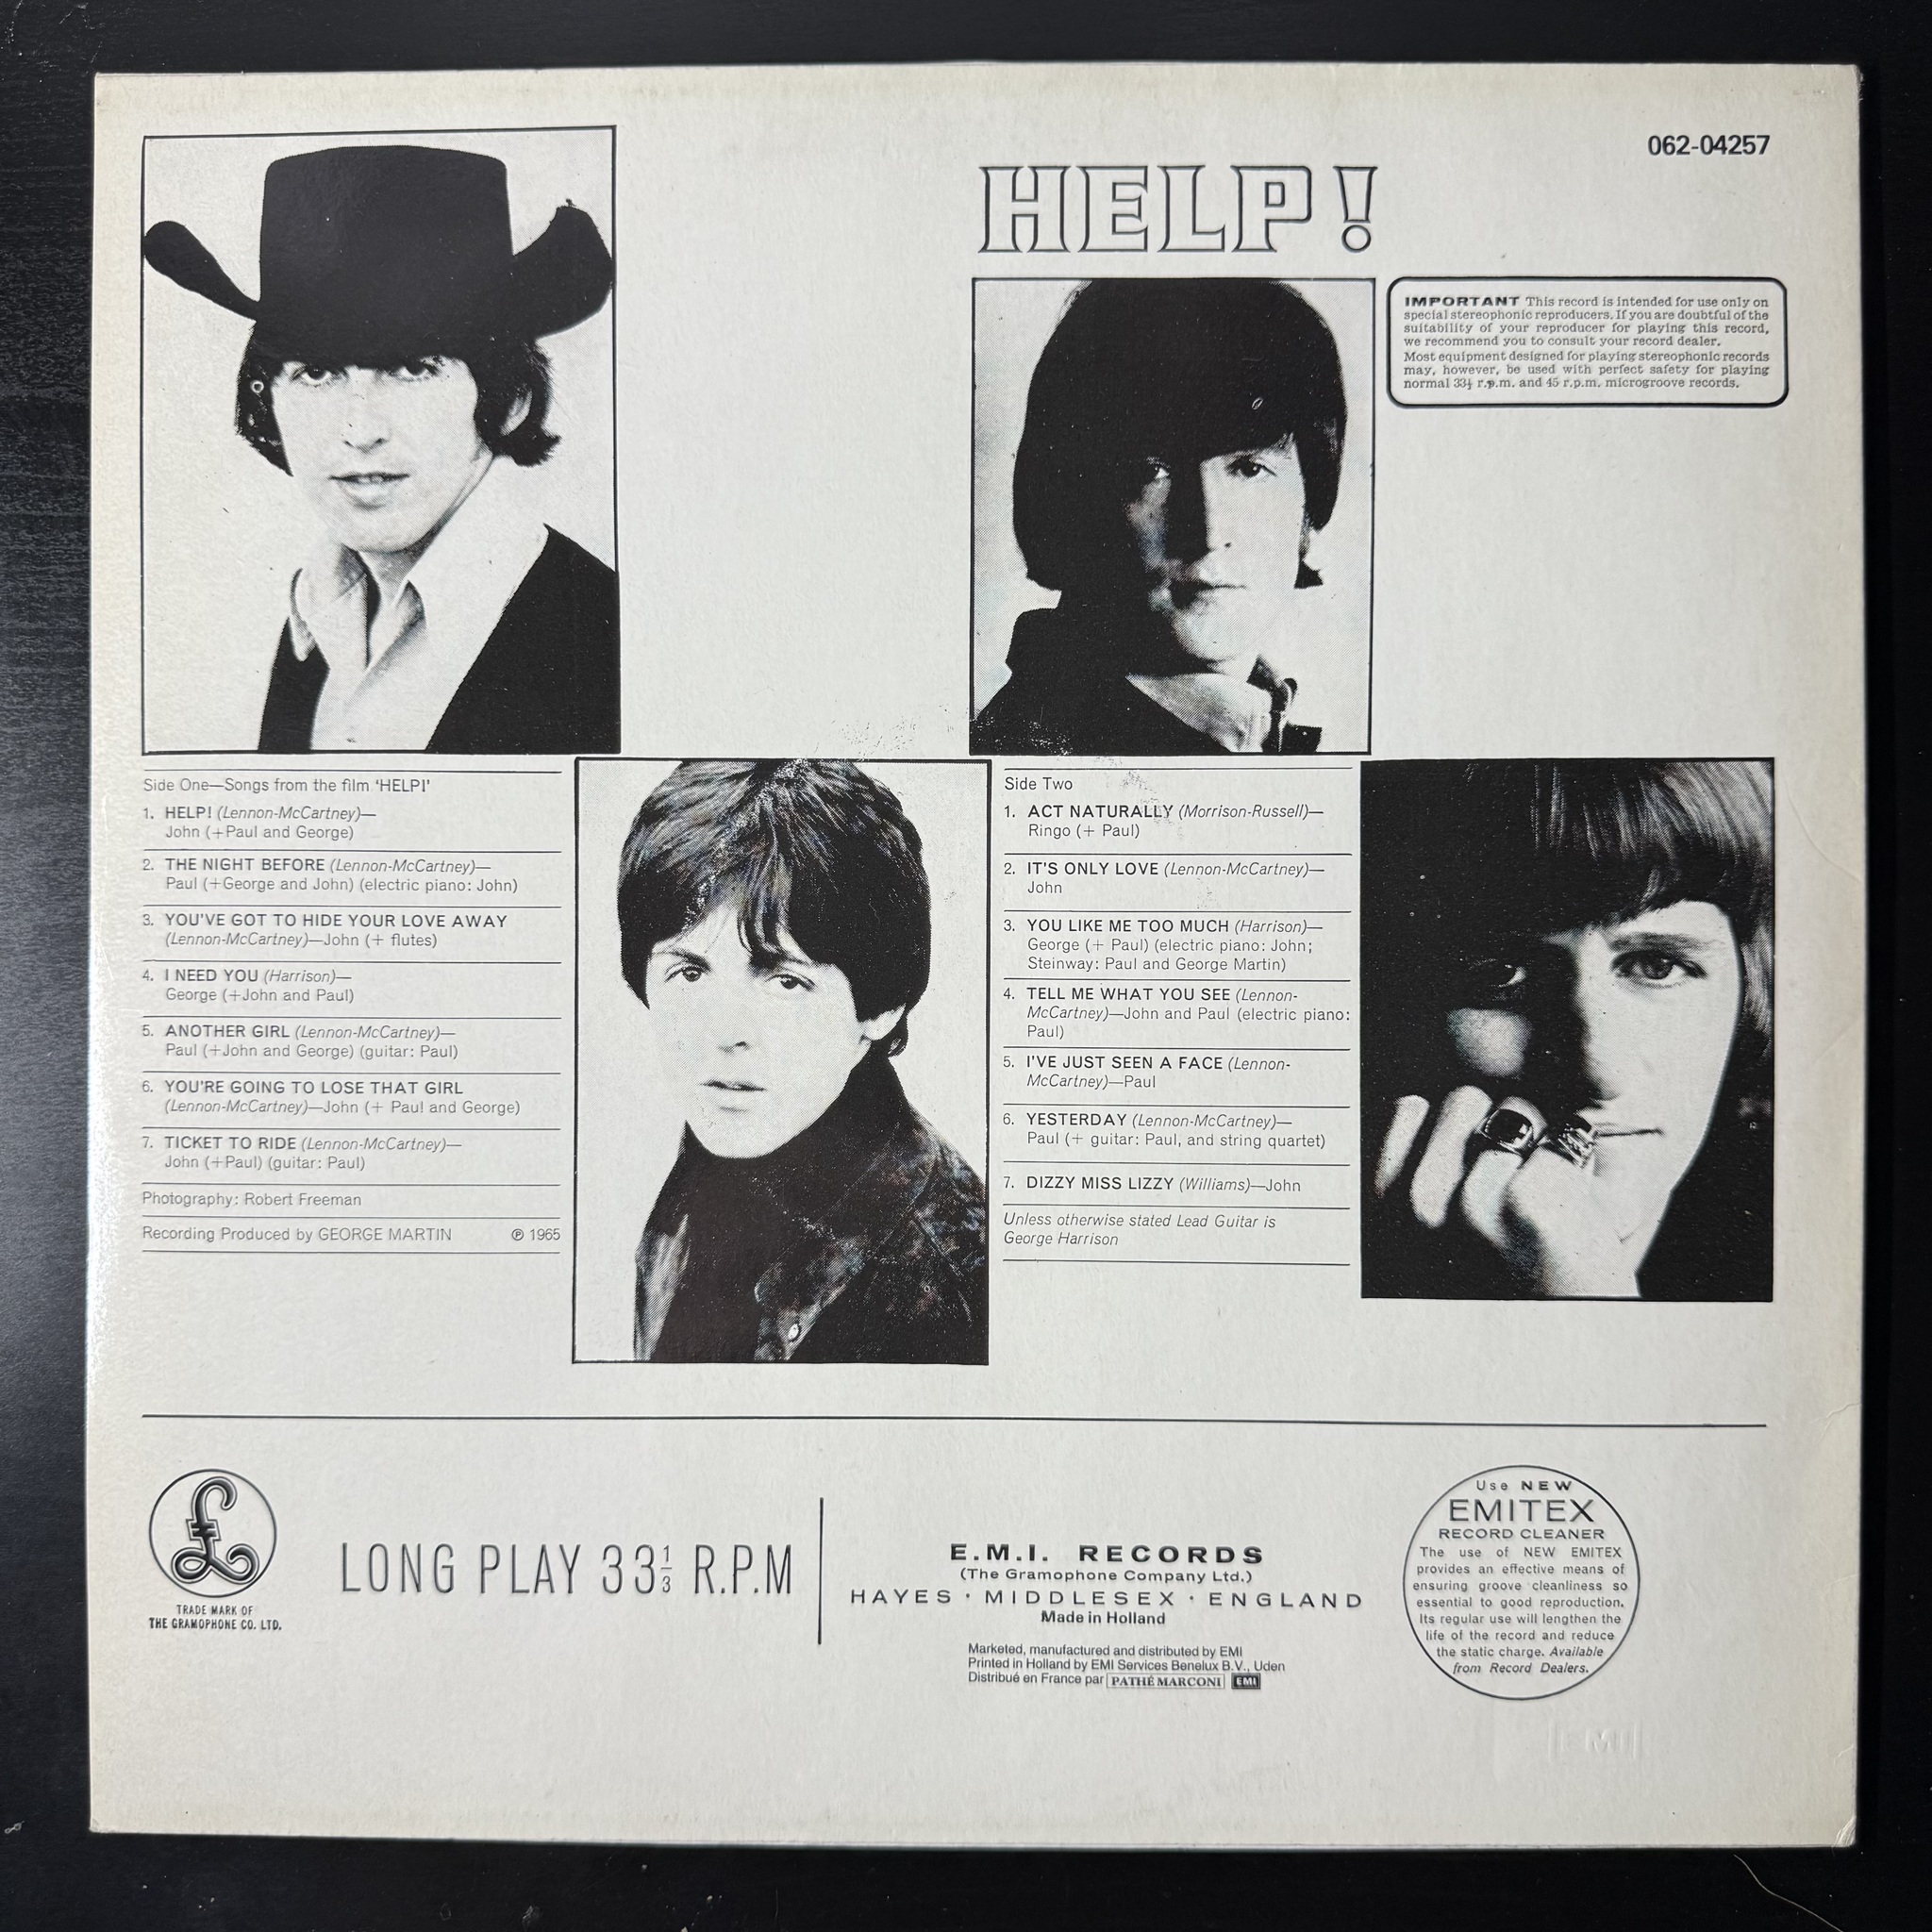 062-04257
HELP!
IMPORTANT This record is intended for use only on
special stereophonic reproducers. If you are doubtful of the
suitability of your reproducer for playing this record,
we recommend you to consult your record dealer.
Most equipment designed for playing stereophonic records
may, however, be used with perfect safety for playing
normal 33⅓ r.p.m. and 45 r.p.m. microgroove records.
Side One—Songs from the film ‘HELP!’
1. HELP! (Lennon-McCartney)—
John (+Paul and George)
2. THE NIGHT BEFORE (Lennon-McCartney)—
Paul (+George and John) (electric piano: John)
3. YOU'VE GOT TO HIDE YOUR LOVE AWAY
(Lennon-McCartney)—John (+ flutes)
4. I NEED YOU (Harrison)—
George (+John and Paul)
5. ANOTHER GIRL (Lennon-McCartney)—
Paul (+John and George) (guitar: Paul)
6. YOU'RE GOING TO LOSE THAT GIRL
(Lennon-McCartney)—John (+ Paul and George)
7. TICKET TO RIDE (Lennon-McCartney)—
John (+Paul) (guitar: Paul)
Photography: Robert Freeman
Recording Produced by GEORGE MARTIN ℗ 1965
Side Two
1. ACT NATURALLY (Morrison-Russell)—
Ringo (+ Paul)
2. IT'S ONLY LOVE (Lennon-McCartney)—
John
3. YOU LIKE ME TOO MUCH (Harrison)—
George (+ Paul) (electric piano: John;
Steinway: Paul and George Martin)
4. TELL ME WHAT YOU SEE (Lennon-
McCartney)—John and Paul (electric piano:
Paul)
5. I'VE JUST SEEN A FACE (Lennon-
McCartney)—Paul
6. YESTERDAY (Lennon-McCartney)—
Paul (+ guitar: Paul, and string quartet)
7. DIZZY MISS LIZZY (Williams)—John
Unless otherwise stated Lead Guitar is
George Harrison
£
TRADE MARK OF
THE GRAMOPHONE CO. LTD.
LONG PLAY 33⅓ R.P.M
E.M.I. RECORDS
(The Gramophone Company Ltd.)
HAYES · MIDDLESEX · ENGLAND
Made in Holland
Marketed, manufactured and distributed by EMI
Printed in Holland by EMI Services Benelux B.V., Uden
Distribué en France par PATHÉ MARCONI EMI
Use NEW
EMITEX
RECORD CLEANER
The use of NEW EMITEX
provides an effective means of
ensuring groove cleanliness so
essential to good reproduction.
Its regular use will lengthen the
life of the record and reduce
the static charge. Available
from Record Dealers.
EMI